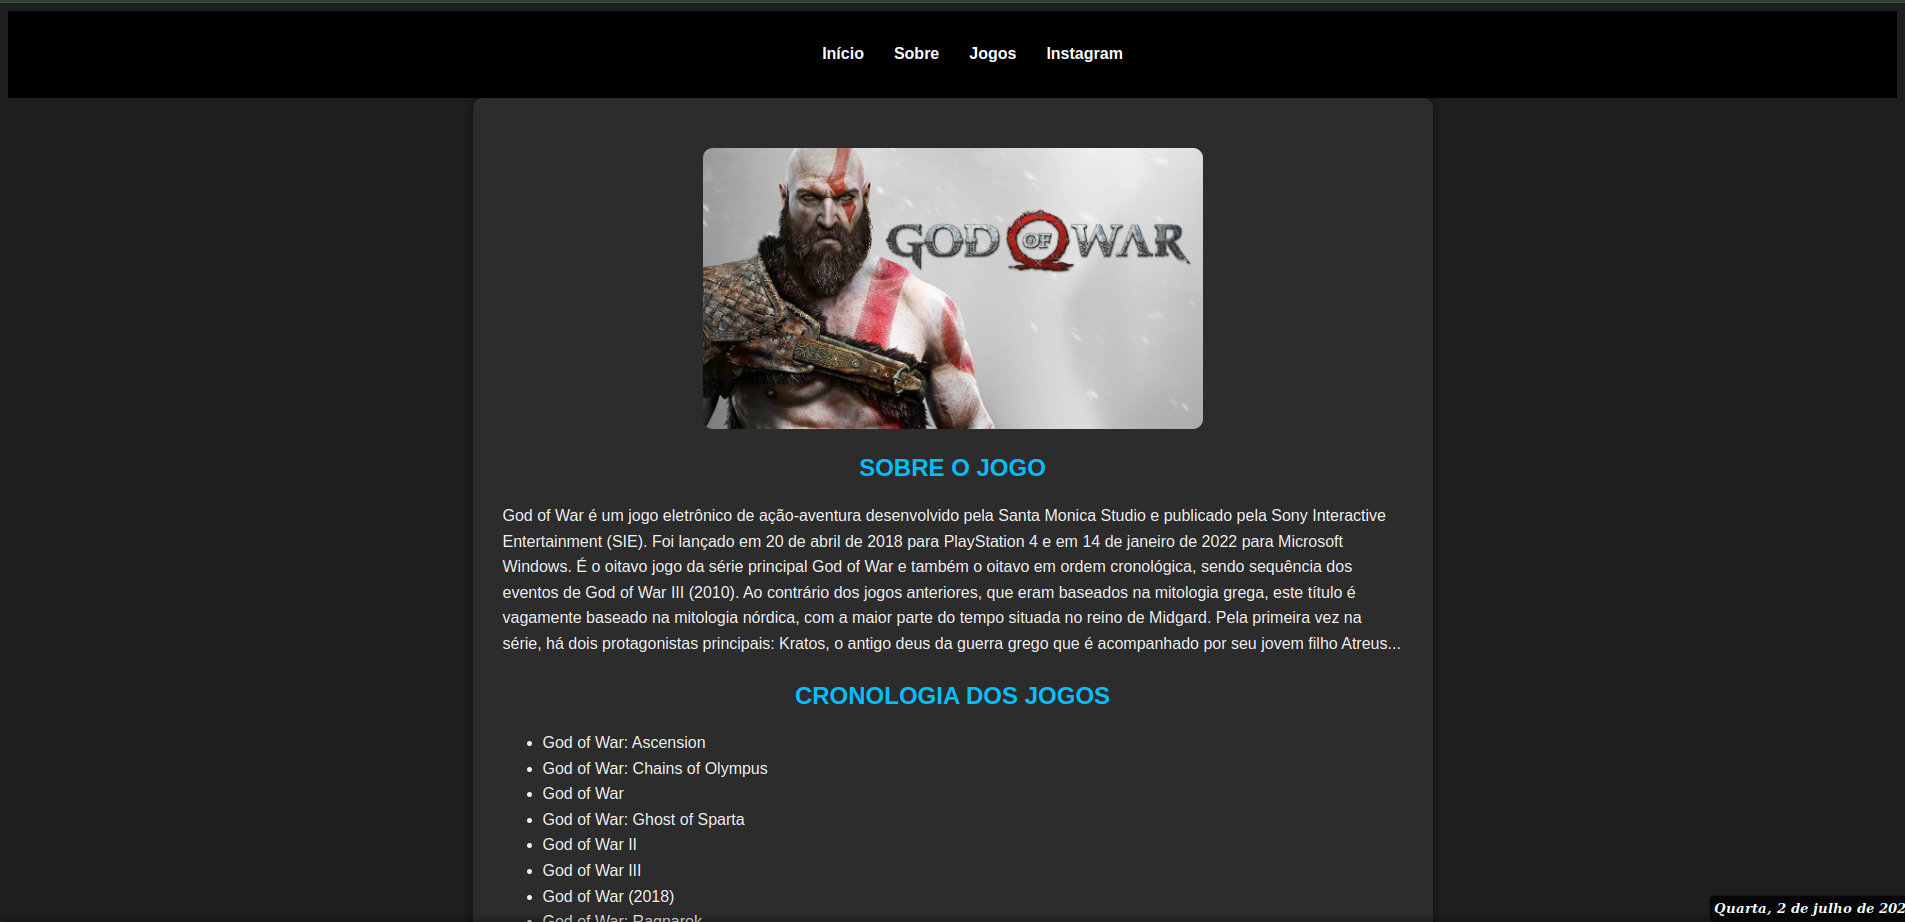 Início Sobre Jogos Instagram
GOD OF WAR
SOBRE O JOGO
God of War é um jogo eletrônico de ação-aventura desenvolvido pela Santa Monica Studio e publicado pela Sony Interactive
Entertainment (SIE). Foi lançado em 20 de abril de 2018 para PlayStation 4 e em 14 de janeiro de 2022 para Microsoft
Windows. É o oitavo jogo da série principal God of War e também o oitavo em ordem cronológica, sendo sequência dos
eventos de God of War III (2010). Ao contrário dos jogos anteriores, que eram baseados na mitologia grega, este título é
vagamente baseado na mitologia nórdica, com a maior parte do tempo situada no reino de Midgard. Pela primeira vez na
série, há dois protagonistas principais: Kratos, o antigo deus da guerra grego que é acompanhado por seu jovem filho Atreus...
CRONOLOGIA DOS JOGOS
• God of War: Ascension
• God of War: Chains of Olympus
• God of War
• God of War: Ghost of Sparta
• God of War II
• God of War III
• God of War (2018)
• God of War: Ragnarok
Quarta, 2 de julho de 202